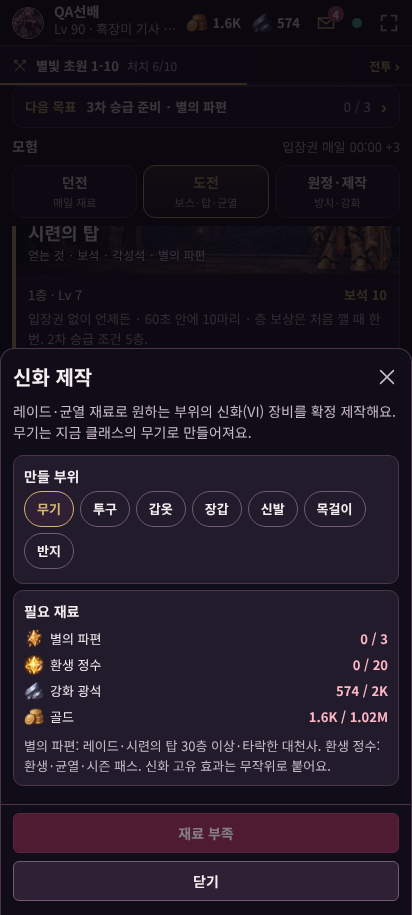 QA선배
Lv 90 · 흑장미 기사 ···
1.6K
574
4
별빛 초원 1-10 처치 6/10
전투 ›
다음 목표 3차 승급 준비 · 별의 파편 0 / 3 ›
모험
입장권 매일 00:00 +3
던전
매일 재료
도전
보스·탑·균열
원정·제작
방치·강화
시련의 탑
얻는 것 · 보석 · 각성석 · 별의 파편
1층 · Lv 7
보석 10
입장권 없이 언제든 · 60초 안에 10마리 · 층 보상은 처음 깰 때 한
번. 2차 승급 조건 5층.
신화 제작
레이드·균열 재료로 원하는 부위의 신화(VI) 장비를 확정 제작해요.
무기는 지금 클래스의 무기로 만들어져요.
만들 부위
무기 투구 갑옷 장갑 신발 목걸이
반지
필요 재료
별의 파편 0 / 3
환생 정수 0 / 20
강화 광석 574 / 2K
골드 1.6K / 1.02M
별의 파편: 레이드·시련의 탑 30층 이상·타락한 대천사. 환생 정수:
환생·균열·시즌 패스. 신화 고유 효과는 무작위로 붙어요.
재료 부족
닫기